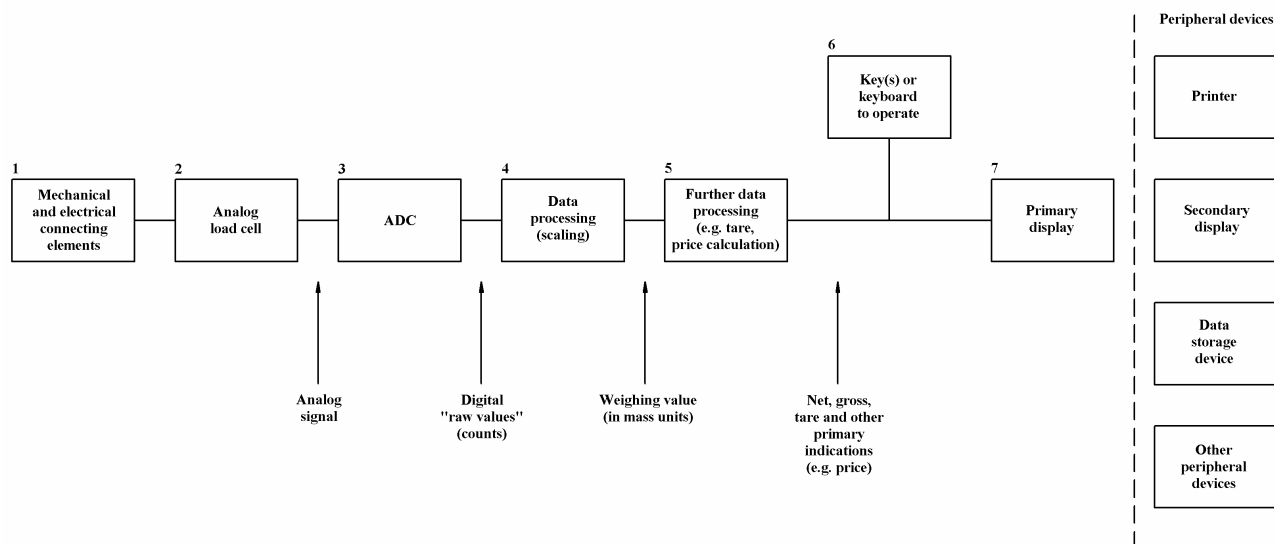 Peripheral devices
6
Key(s) or
keyboard
to operate
Printer
1
Mechanical
and electrical
connecting
elements
2
Analog
load cell
3
ADC
4
Data
processing
(scaling)
5
Further data
processing
(e.g. tare,
price calculation)
7
Primary
display
Secondary
display
Data
storage
device
Analog
signal
Digital
"raw values"
(counts)
Weighing value
(in mass units)
Net, gross,
tare and other
primary
indications
(e.g. price)
Other
peripheral
devices